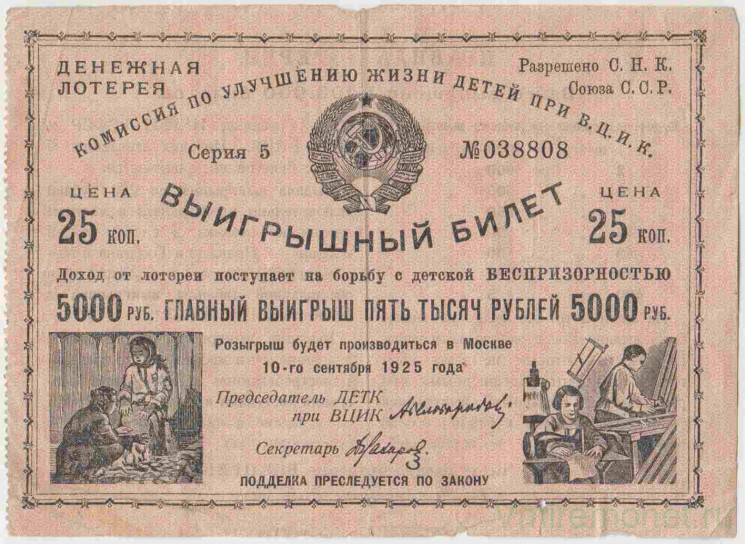 ДЕНЕЖНАЯ
ЛОТЕРЕЯ
Разрешено С. Н. К.
Союза С. С. Р.
КОМИССИЯ ПО УЛУЧШЕНИЮ ЖИЗНИ ДЕТЕЙ ПРИ В.Ц.И.К.
Серия 5
№038808
ВЫИГРЫШНЫЙ БИЛЕТ
ЦЕНА
25 КОП.
ЦЕНА
25 КОП.
Доход от лотереи поступает на борьбу с детской БЕСПРИЗОРНОСТЬЮ
5000 РУБ. ГЛАВНЫЙ ВЫИГРЫШ ПЯТЬ ТЫСЯЧ РУБЛЕЙ 5000 РУБ.
Розыгрыш будет производиться в Москве
10-го сентября 1925 года
Председатель ДЕТК
при ВЦИК
Секретарь
ПОДДЕЛКА ПРЕСЛЕДУЕТСЯ ПО ЗАКОНУ